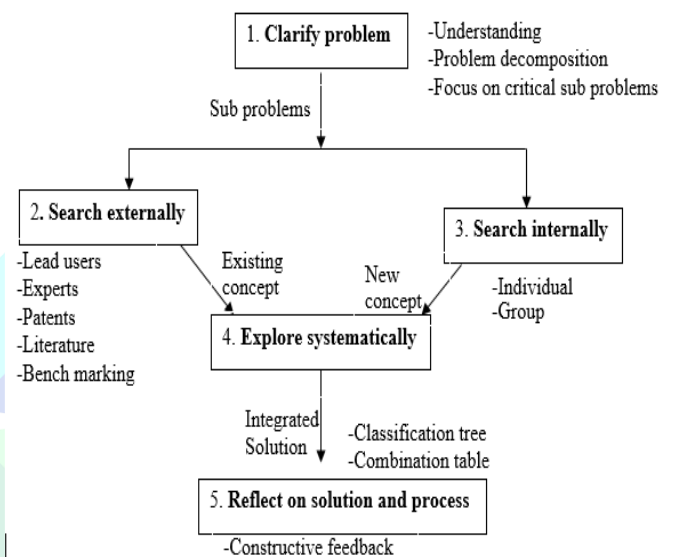 1. Clarify problem
-Understanding
-Problem decomposition
-Focus on critical sub problems
Sub problems
2. Search externally
-Lead users
-Experts
-Patents
-Literature
-Bench marking
3. Search internally
-Individual
-Group
Existing
concept
New
concept
4. Explore systematically
Integrated
Solution
-Classification tree
-Combination table
5. Reflect on solution and process
-Constructive feedback